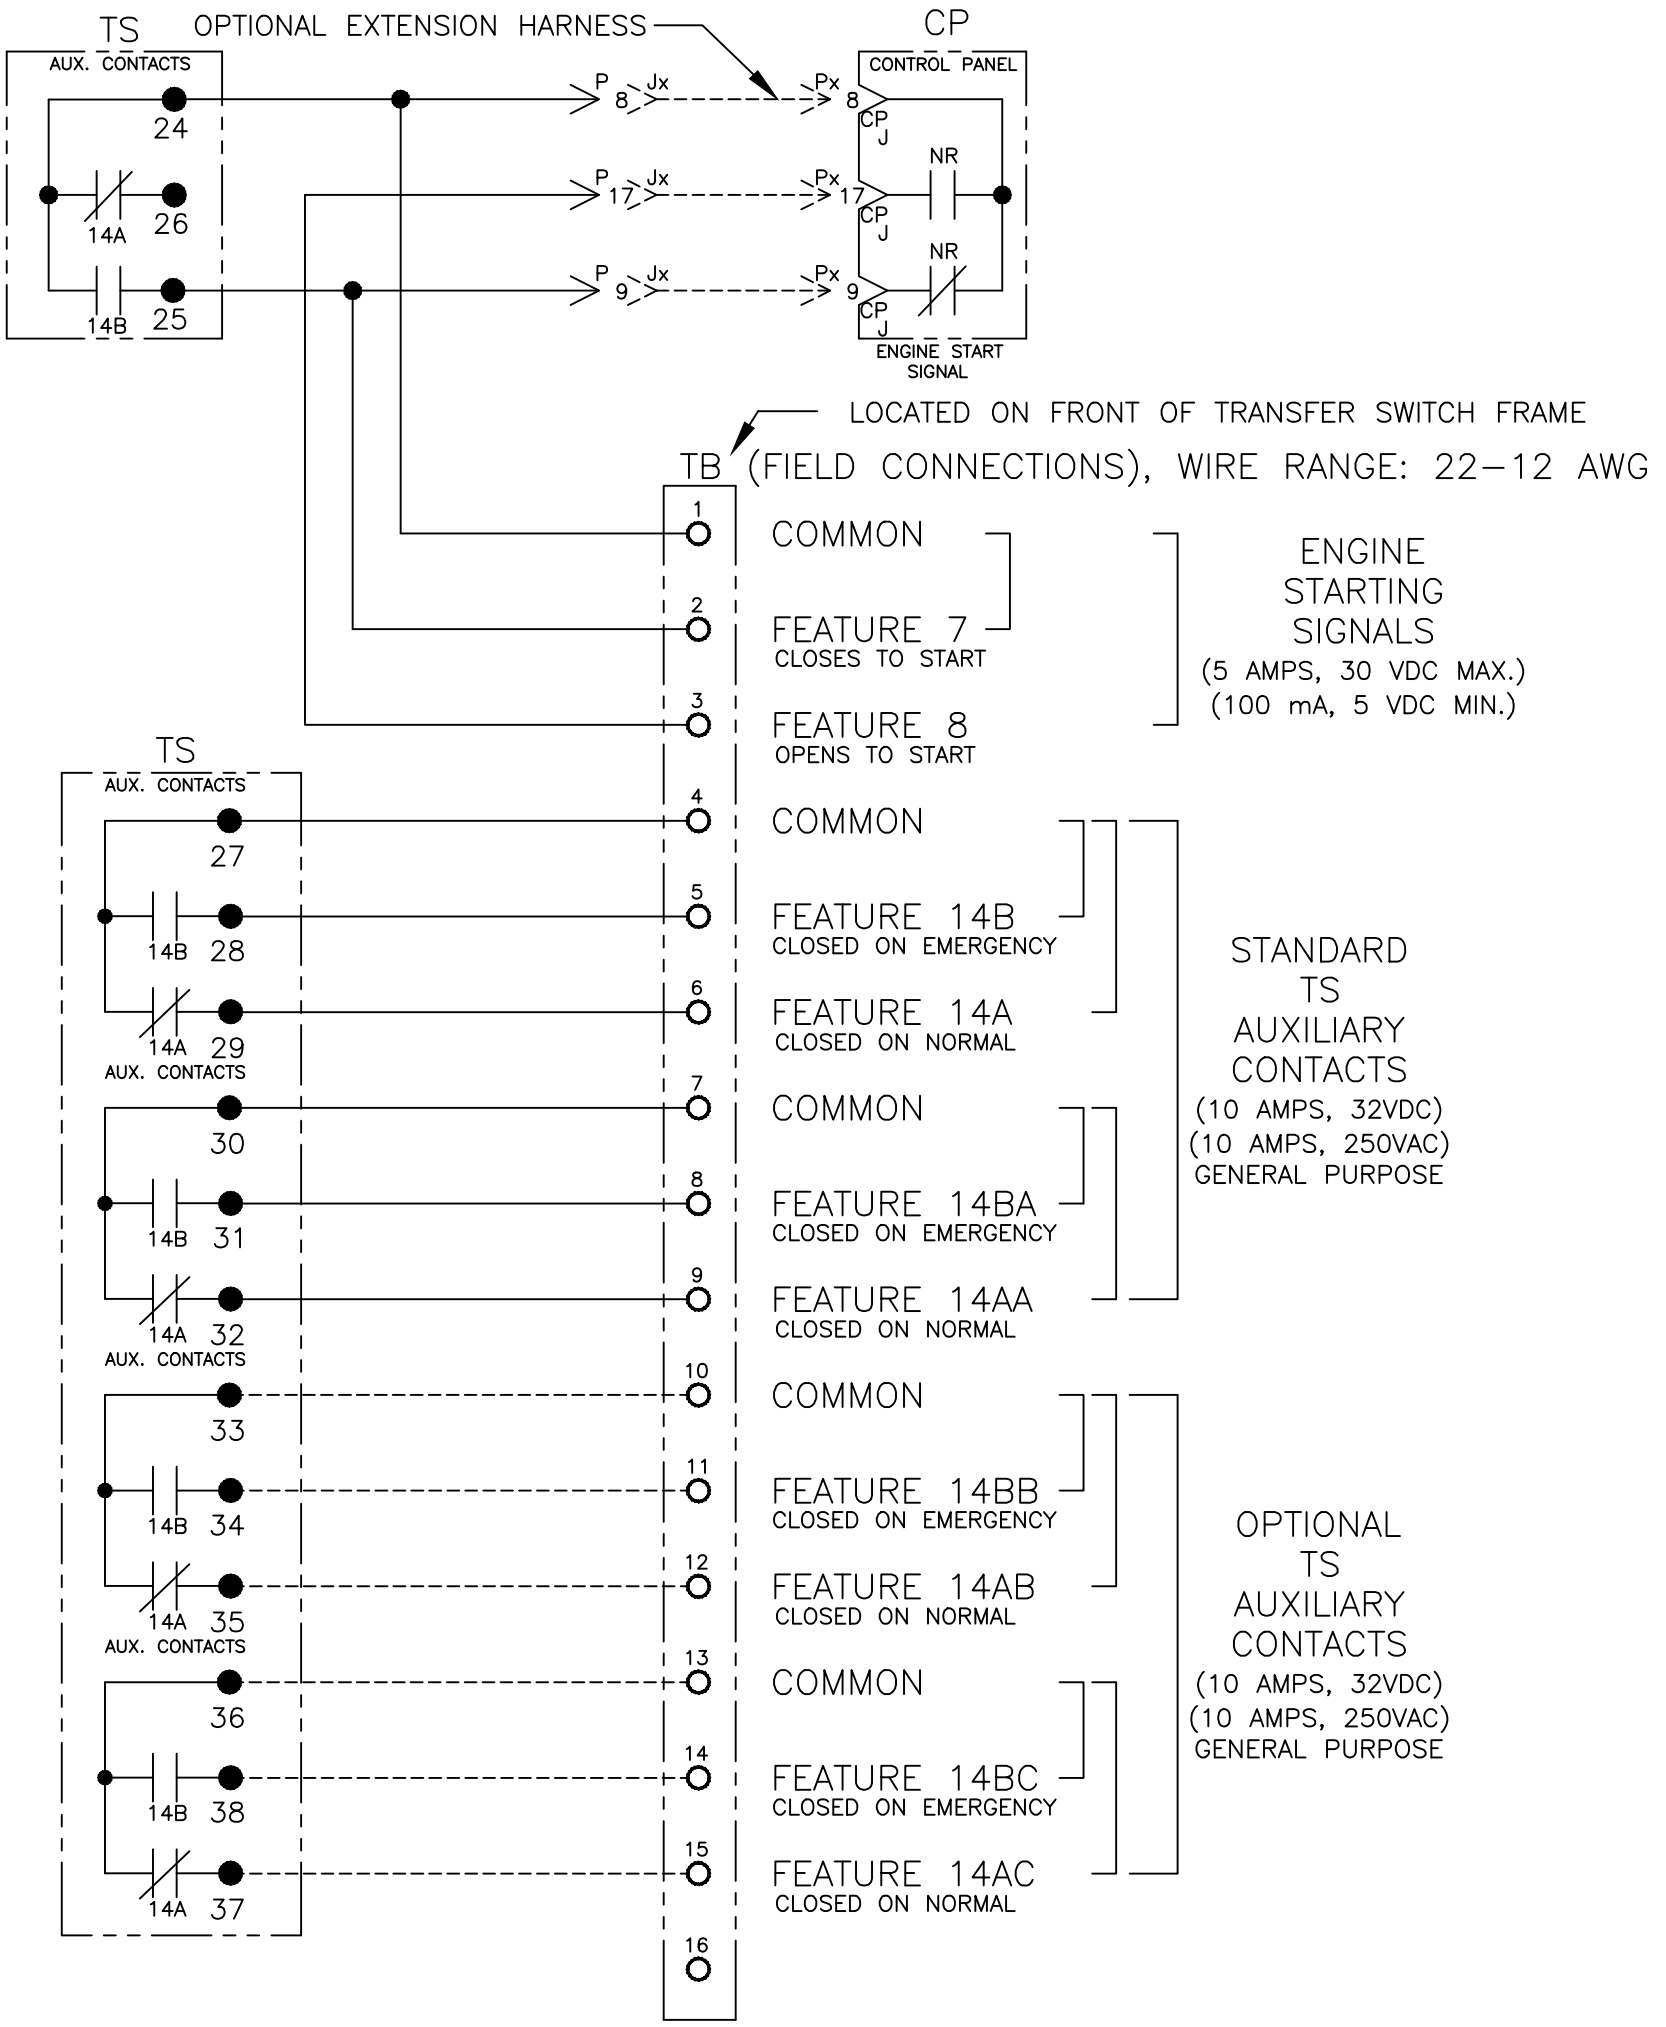 TS
OPTIONAL EXTENSION HARNESS
CP
AUX. CONTACTS
CONTROL PANEL
P 8 Jx Px 8
24
CP
J
NR
P 17 Jx Px 17
14A 26
CP
J
NR
P 9 Jx Px 9
14B 25
CP
J
ENGINE START
SIGNAL
LOCATED ON FRONT OF TRANSFER SWITCH FRAME
TB (FIELD CONNECTIONS), WIRE RANGE: 22-12 AWG
1
COMMON
2
FEATURE 7
CLOSES TO START
3
FEATURE 8
OPENS TO START
ENGINE
STARTING
SIGNALS
(5 AMPS, 30 VDC MAX.)
(100 mA, 5 VDC MIN.)
TS
AUX. CONTACTS
4
COMMON
27
5
FEATURE 14B
14B 28
CLOSED ON EMERGENCY
6
FEATURE 14A
14A 29
CLOSED ON NORMAL
AUX. CONTACTS
7
COMMON
30
8
FEATURE 14BA
14B 31
CLOSED ON EMERGENCY
9
FEATURE 14AA
14A 32
CLOSED ON NORMAL
STANDARD
TS
AUXILIARY
CONTACTS
(10 AMPS, 32VDC)
(10 AMPS, 250VAC)
GENERAL PURPOSE
AUX. CONTACTS
10
COMMON
33
11
FEATURE 14BB
14B 34
CLOSED ON EMERGENCY
12
FEATURE 14AB
14A 35
CLOSED ON NORMAL
AUX. CONTACTS
13
COMMON
36
14
FEATURE 14BC
14B 38
CLOSED ON EMERGENCY
15
FEATURE 14AC
14A 37
CLOSED ON NORMAL
OPTIONAL
TS
AUXILIARY
CONTACTS
(10 AMPS, 32VDC)
(10 AMPS, 250VAC)
GENERAL PURPOSE
16